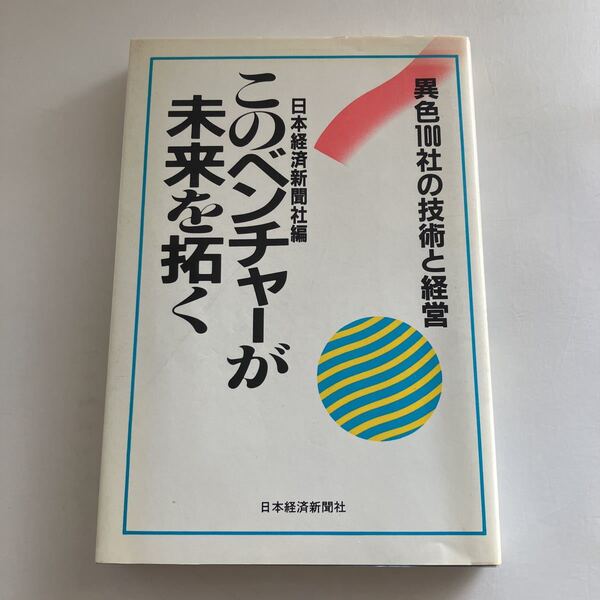 異色100社の技術と経営
日本経済新聞社編
このベンチャーが
未来を拓く
日本経済新聞社